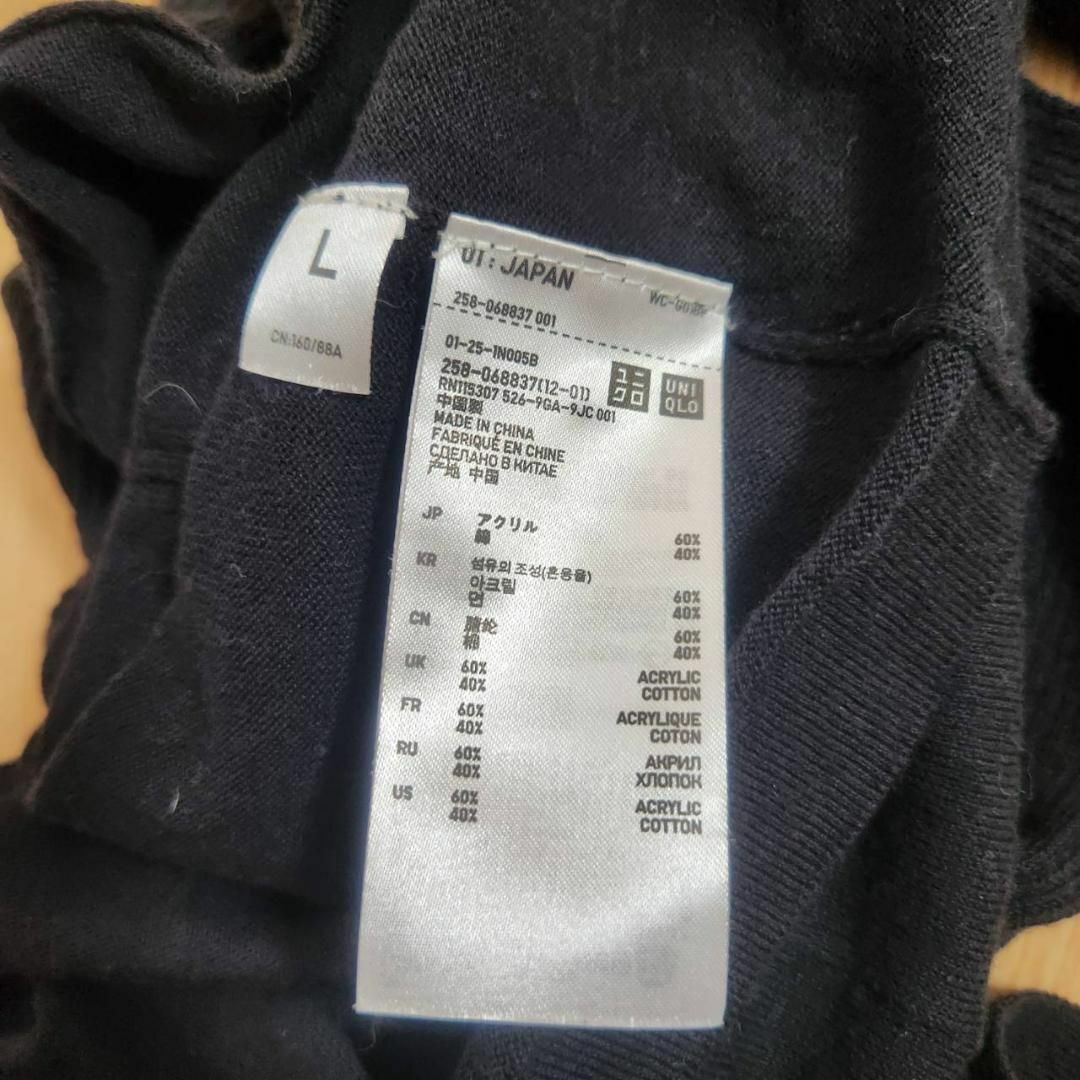 L
CN:160/88A
01 : JAPAN
258-068837 001
01-25-1N005B
258-068837(12-01)
RN115307 526-9GA-9JC 001
ユニ
クロ
UNI
QLO
中国製
MADE IN CHINA
FABRIQUÉ EN CHINE
СДЕЛАНО В КИТАЕ
产地 中国
JP アクリル 60%
綿 40%
KR 섬유의 조성(혼용율)
아크릴 60%
면 40%
CN 腈纶 60%
棉 40%
UK 60% ACRYLIC
40% COTTON
FR 60% ACRYLIQUE
40% COTON
RU 60% АКРИЛ
40% ХЛОПОК
US 60% ACRYLIC
40% COTTON